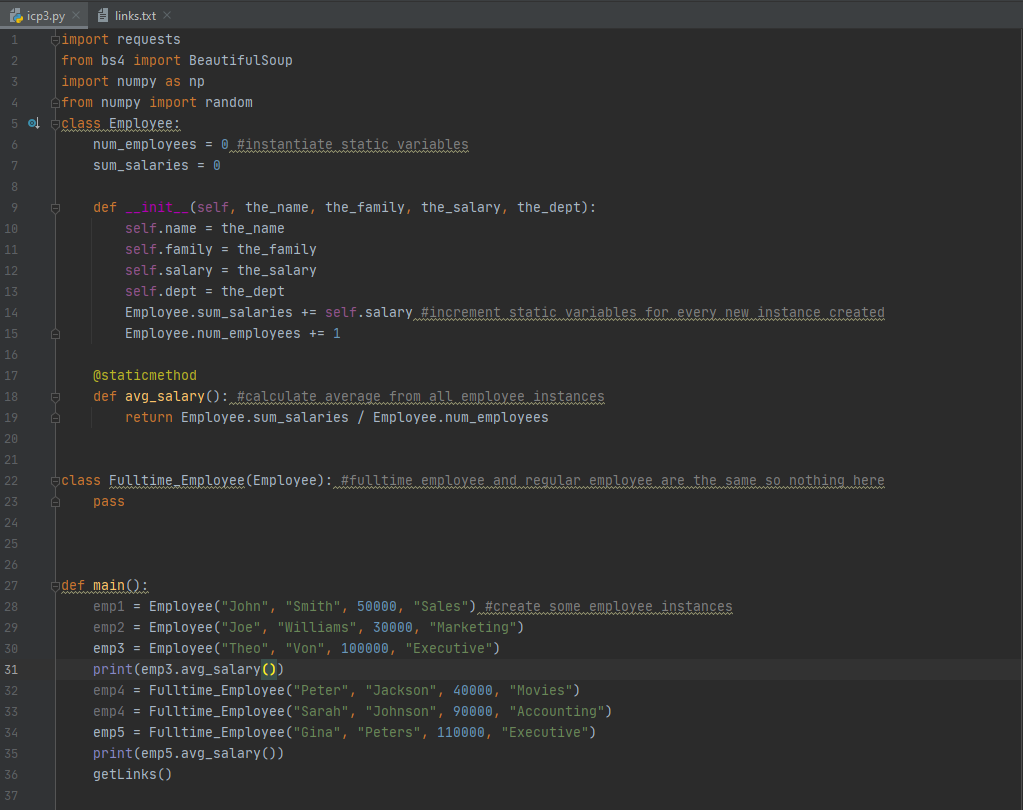 icp3.py links.txt
1 import requests
2 from bs4 import BeautifulSoup
3 import numpy as np
4 from numpy import random
5 class Employee:
6     num_employees = 0 #instantiate static variables
7     sum_salaries = 0
8
9     def __init__(self, the_name, the_family, the_salary, the_dept):
10         self.name = the_name
11         self.family = the_family
12         self.salary = the_salary
13         self.dept = the_dept
14         Employee.sum_salaries += self.salary #increment static variables for every new instance created
15         Employee.num_employees += 1
16
17     @staticmethod
18     def avg_salary(): #calculate average from all employee instances
19         return Employee.sum_salaries / Employee.num_employees
20
21
22 class Fulltime_Employee(Employee): #fulltime employee and regular employee are the same so nothing here
23     pass
24
25
26
27 def main():
28     emp1 = Employee("John", "Smith", 50000, "Sales") #create some employee instances
29     emp2 = Employee("Joe", "Williams", 30000, "Marketing")
30     emp3 = Employee("Theo", "Von", 100000, "Executive")
31     print(emp3.avg_salary())
32     emp4 = Fulltime_Employee("Peter", "Jackson", 40000, "Movies")
33     emp4 = Fulltime_Employee("Sarah", "Johnson", 90000, "Accounting")
34     emp5 = Fulltime_Employee("Gina", "Peters", 110000, "Executive")
35     print(emp5.avg_salary())
36     getLinks()
37